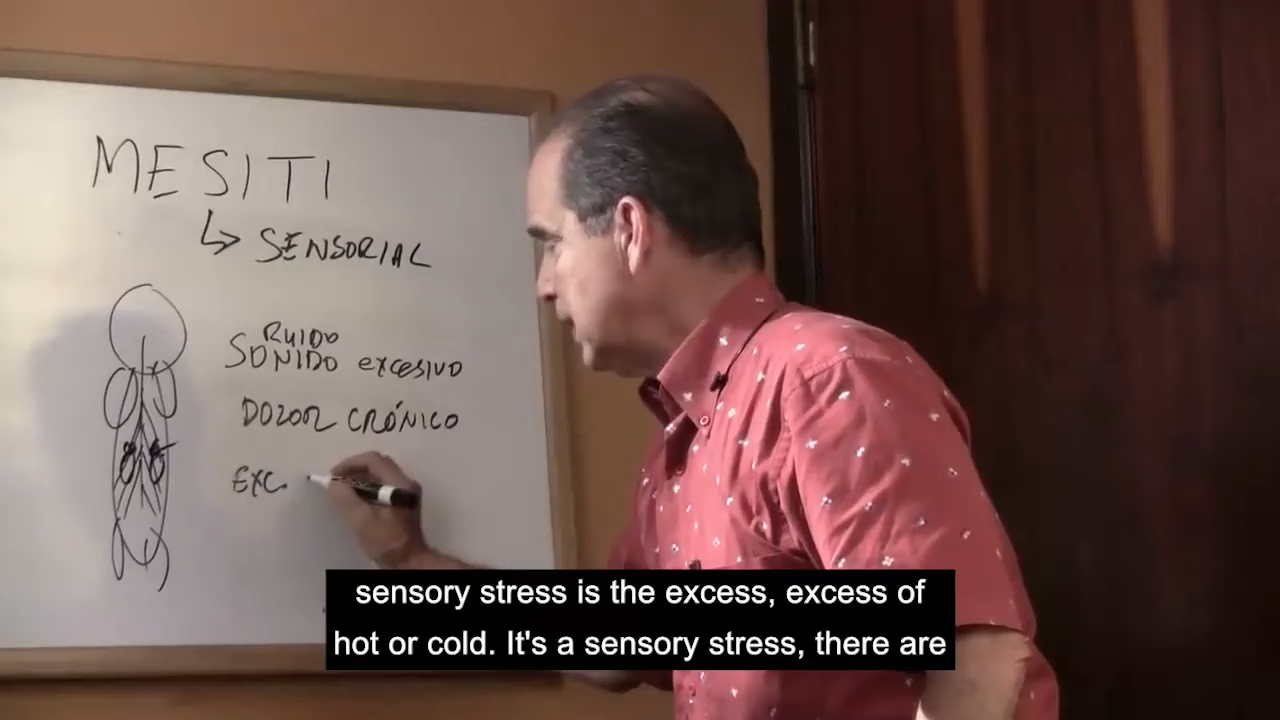 MESITI
↳ SENSORIAL
RUIDO
SONIDO excesivo
DOLOR CRÓNICO
EXC
sensory stress is the excess, excess of
hot or cold. It's a sensory stress, there are